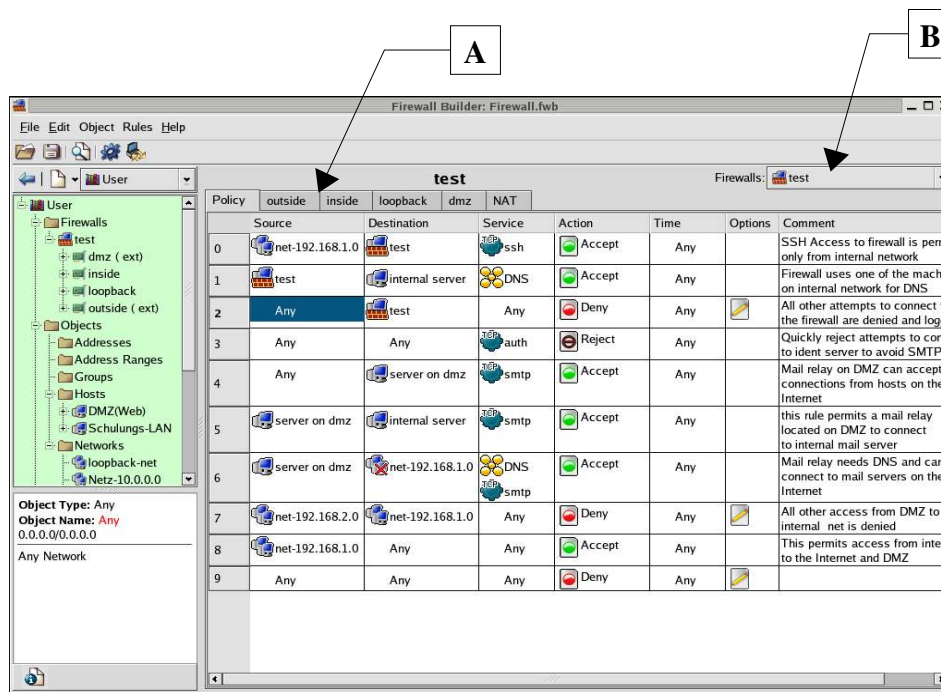 A
B
Firewall Builder: Firewall.fwb
File Edit Object Rules Help
User
test
Firewalls: test
User
Firewalls
test
dmz ( ext)
inside
loopback
outside ( ext)
Objects
Addresses
Address Ranges
Groups
Hosts
DMZ(Web)
Schulungs-LAN
Networks
loopback-net
Netz-10.0.0.0
Object Type: Any
Object Name: Any
0.0.0.0/0.0.0.0
Any Network
Policy outside inside loopback dmz NAT
Source Destination Service Action Time Options Comment
0 net-192.168.1.0 test TCP ssh Accept Any SSH Access to firewall is
only from internal network
1 test internal server DNS Accept Any Firewall uses one of the
on internal network for DNS
2 Any test Any Deny Any All other attempts to connect
the firewall are denied and
3 Any Any TCP auth Reject Any Quickly reject attempts to
to ident server to avoid SMTP
4 Any server on dmz TCP smtp Accept Any Mail relay on DMZ can accept
connections from hosts on the
Internet
5 server on dmz internal server TCP smtp Accept Any this rule permits a mail relay
located on DMZ to connect
to internal mail server
6 server on dmz net-192.168.1.0 DNS TCP smtp Accept Any Mail relay needs DNS and
connect to mail servers on the
Internet
7 net-192.168.2.0 net-192.168.1.0 Any Deny Any All other access from DMZ to
internal net is denied
8 net-192.168.1.0 Any Any Accept Any This permits access from
to the Internet and DMZ
9 Any Any Any Deny Any